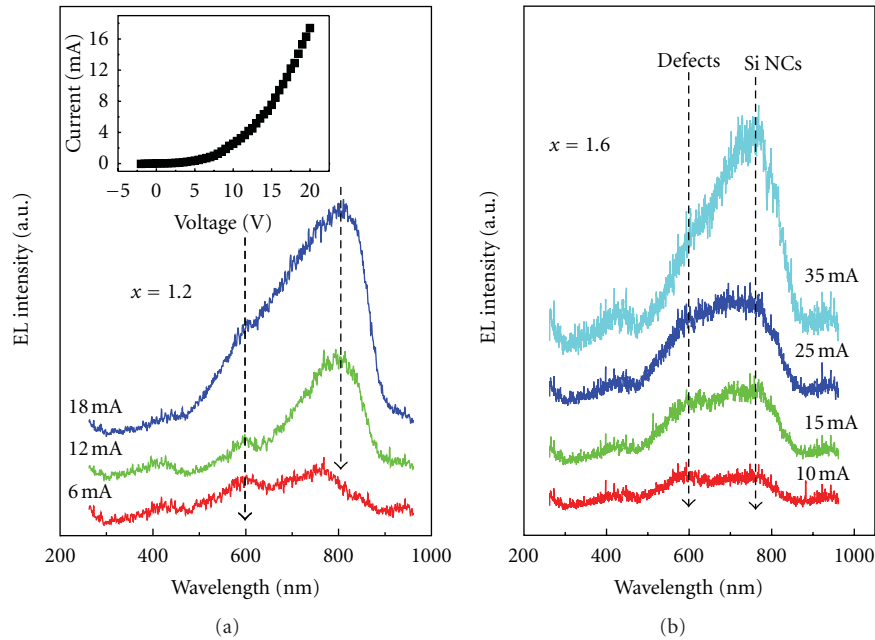 16
12
8
4
0
Current (mA)
−5
0
5
10
15
20
Voltage (V)
EL intensity (a.u.)
x = 1.2
18 mA
12 mA
6 mA
200
400
600
800
1000
Wavelength (nm)
(a)
Defects
Si NCs
x = 1.6
EL intensity (a.u.)
35 mA
25 mA
15 mA
10 mA
200
400
600
800
1000
Wavelength (nm)
(b)